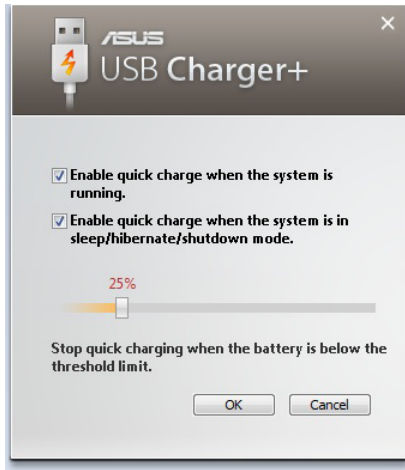 ASUS
USB Charger+
Enable quick charge when the system is
running.
Enable quick charge when the system is in
sleep/hibernate/shutdown mode.
25%
Stop quick charging when the battery is below the
threshold limit.
OK Cancel